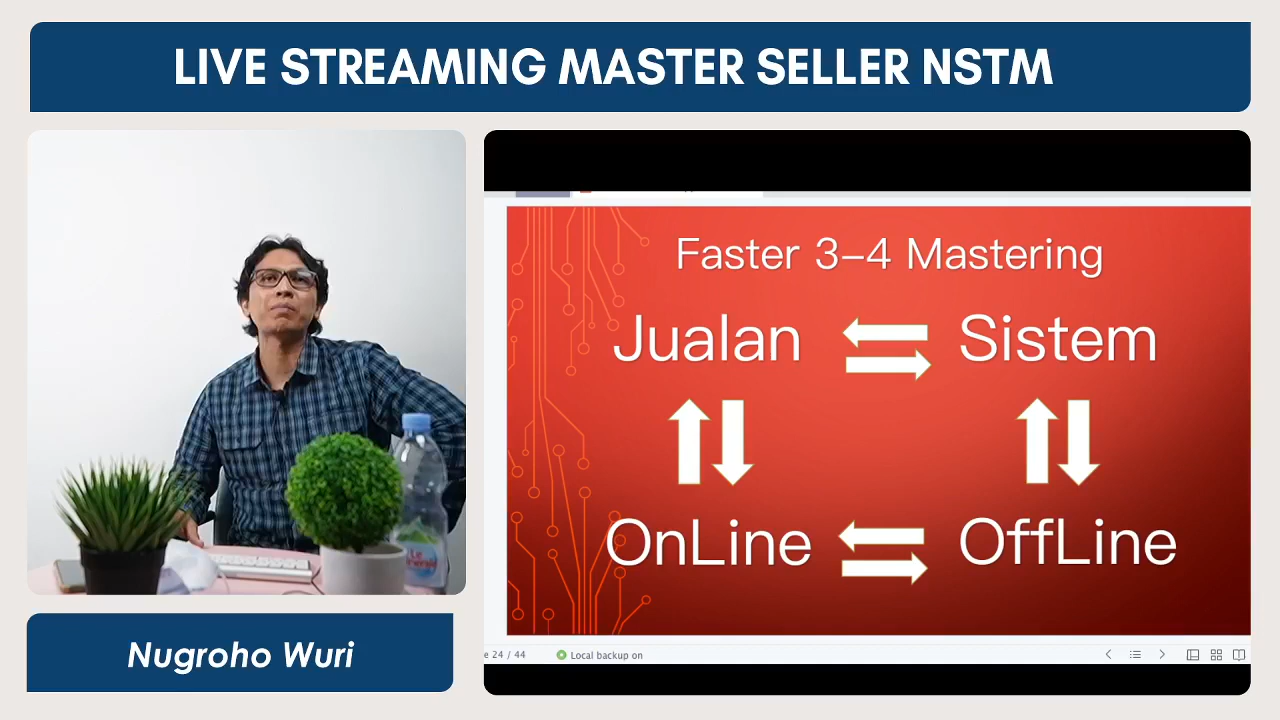 LIVE STREAMING MASTER SELLER NSTM
Faster 3-4 Mastering
Jualan
Sistem
OnLine
OffLine
24 / 44
Local backup on
Nugroho Wuri